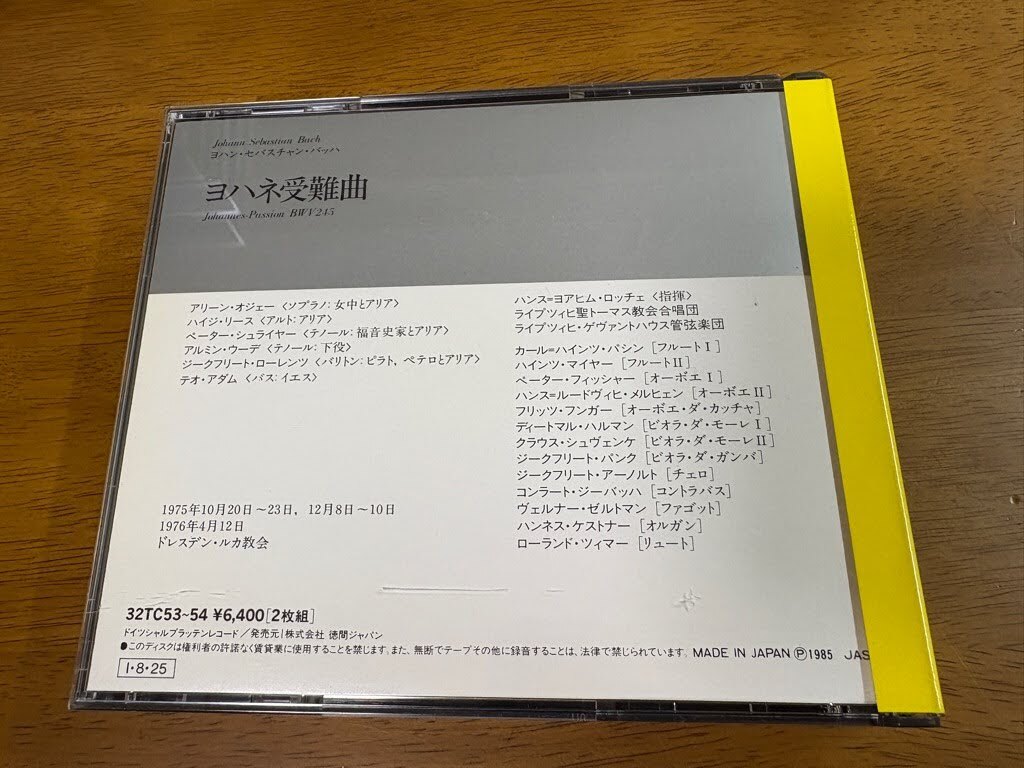 Johann Sebastian Bach
ヨハン・セバスチャン・バッハ
ヨハネ受難曲
Johannes-Passion BWV245
アリーン・オジェー〈ソプラノ：女中とアリア〉
ハイジ・リース〈アルト：アリア〉
ペーター・シュライヤー〈テノール：福音史家とアリア〉
アルミン・ウーデ〈テノール：下役〉
ジークフリート・ローレンツ〈バリトン：ピラト，ペテロとアリア〉
テオ・アダム〈バス：イエス〉
1975年10月20日～23日，12月8日～10日
1976年4月12日
ドレスデン・ルカ教会
ハンス＝ヨアヒム・ロッチェ〈指揮〉
ライプツィヒ聖トーマス教会合唱団
ライプツィヒ・ゲヴァントハウス管弦楽団
カール＝ハインツ・パシン［フルートⅠ］
ハインツ・マイヤー［フルートⅡ］
ペーター・フィッシャー［オーボエⅠ］
ハンス＝ルードヴィヒ・メルヒェン［オーボエⅡ］
フリッツ・フンガー［オーボエ・ダ・カッチャ］
ディートマル・ハルマン［ビオラ・ダ・モーレⅠ］
クラウス・シュヴェンケ［ビオラ・ダ・モーレⅡ］
ジークフリート・パンク［ビオラ・ダ・ガンバ］
ジークフリート・アーノルト［チェロ］
コンラート・ジーバッハ［コントラバス］
ヴェルナー・ゼルトマン［ファゴット］
ハンネス・ケストナー［オルガン］
ローランド・ツィマー［リュート］
32TC53~54 ¥6,400［2枚組］
ドイツシャルプラッテンレコード／発売元｜株式会社 徳間ジャパン
●このディスクは権利者の許諾なく賃貸業に使用することを禁じます。また、無断でテープその他に録音することは、法律で禁じられています。 MADE IN JAPAN Ⓟ1985 JAS
I・8・25